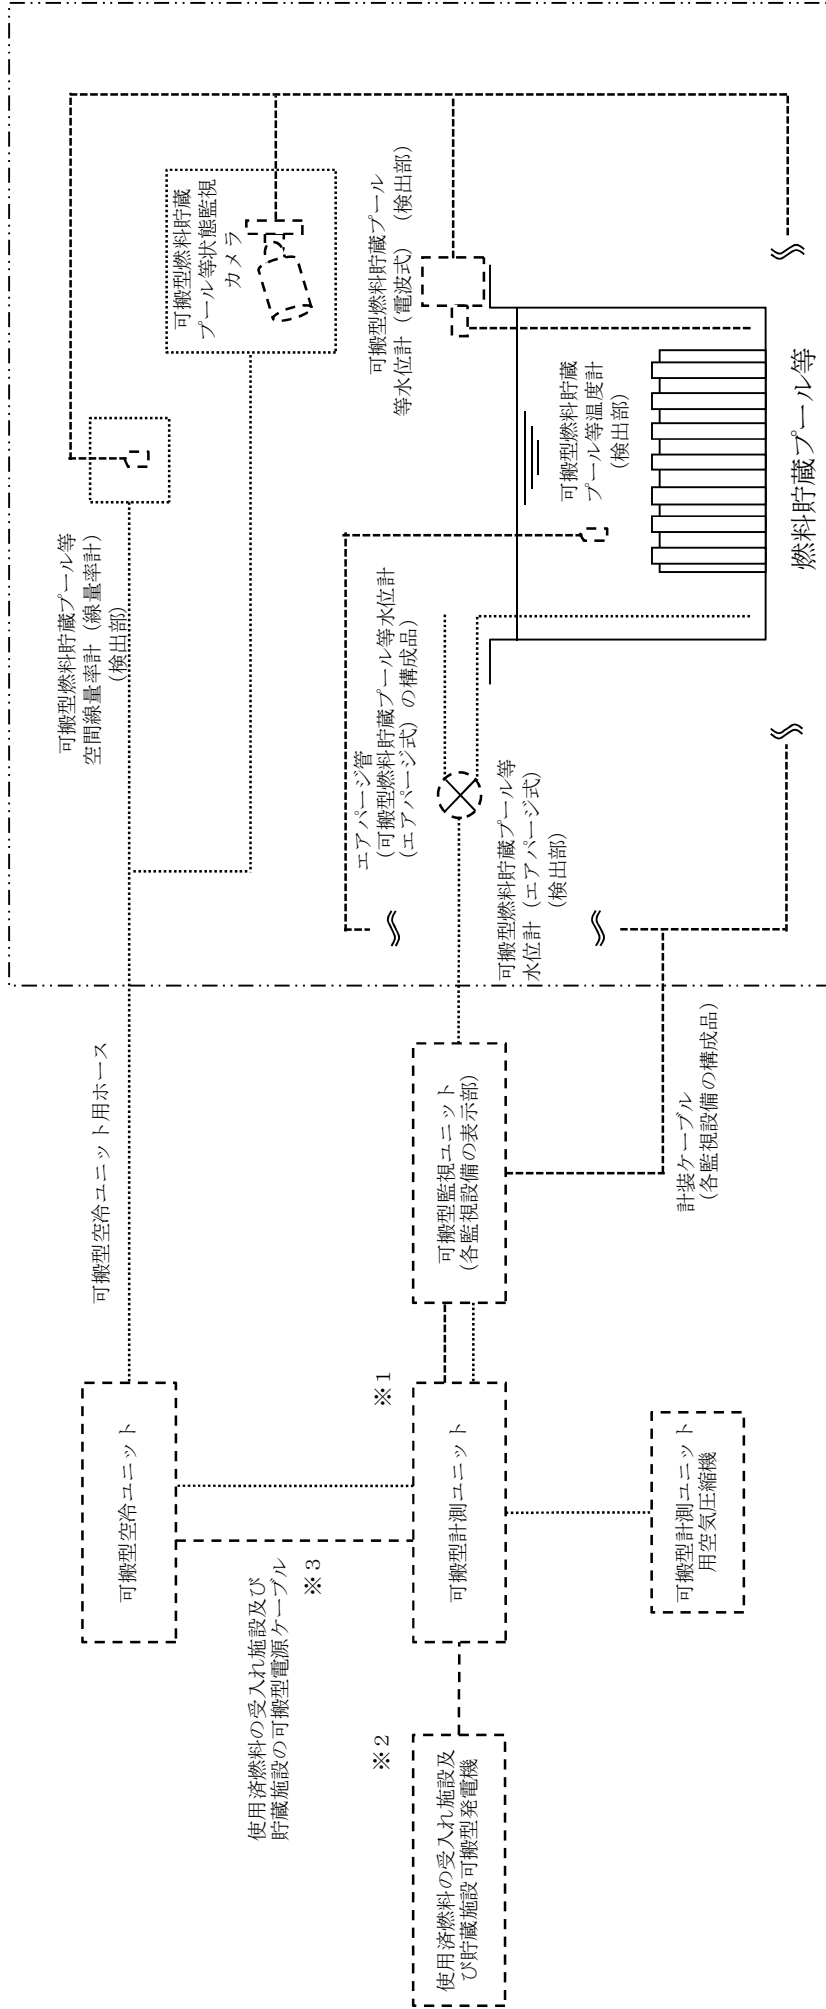 使用済燃料の受入れ施設及び
貯蔵施設の可搬型電源ケーブル
※3
可搬型空冷ユニット
可搬型空冷ユニット用ホース
可搬型燃料貯蔵プール等
空間線量率計（線量率計）
（検出部）
可搬型燃料貯蔵
プール等状態監視
カメラ
※2
使用済燃料の受入れ施設及
び貯蔵施設可搬型発電機
※1
可搬型計測ユニット
可搬型監視ユニット
（各監視設備の表示部）
エアパージ管
（可搬型燃料貯蔵プール等水位計
（エアパージ式）の構成品）
可搬型燃料貯蔵プール
等水位計（電波式）（検出部）
可搬型燃料貯蔵プール等
水位計（エアパージ式）
（検出部）
可搬型燃料貯蔵
プール等温度計
（検出部）
可搬型計測ユニット
用空気圧縮機
計装ケーブル
（各監視設備の構成品）
燃料貯蔵プール等